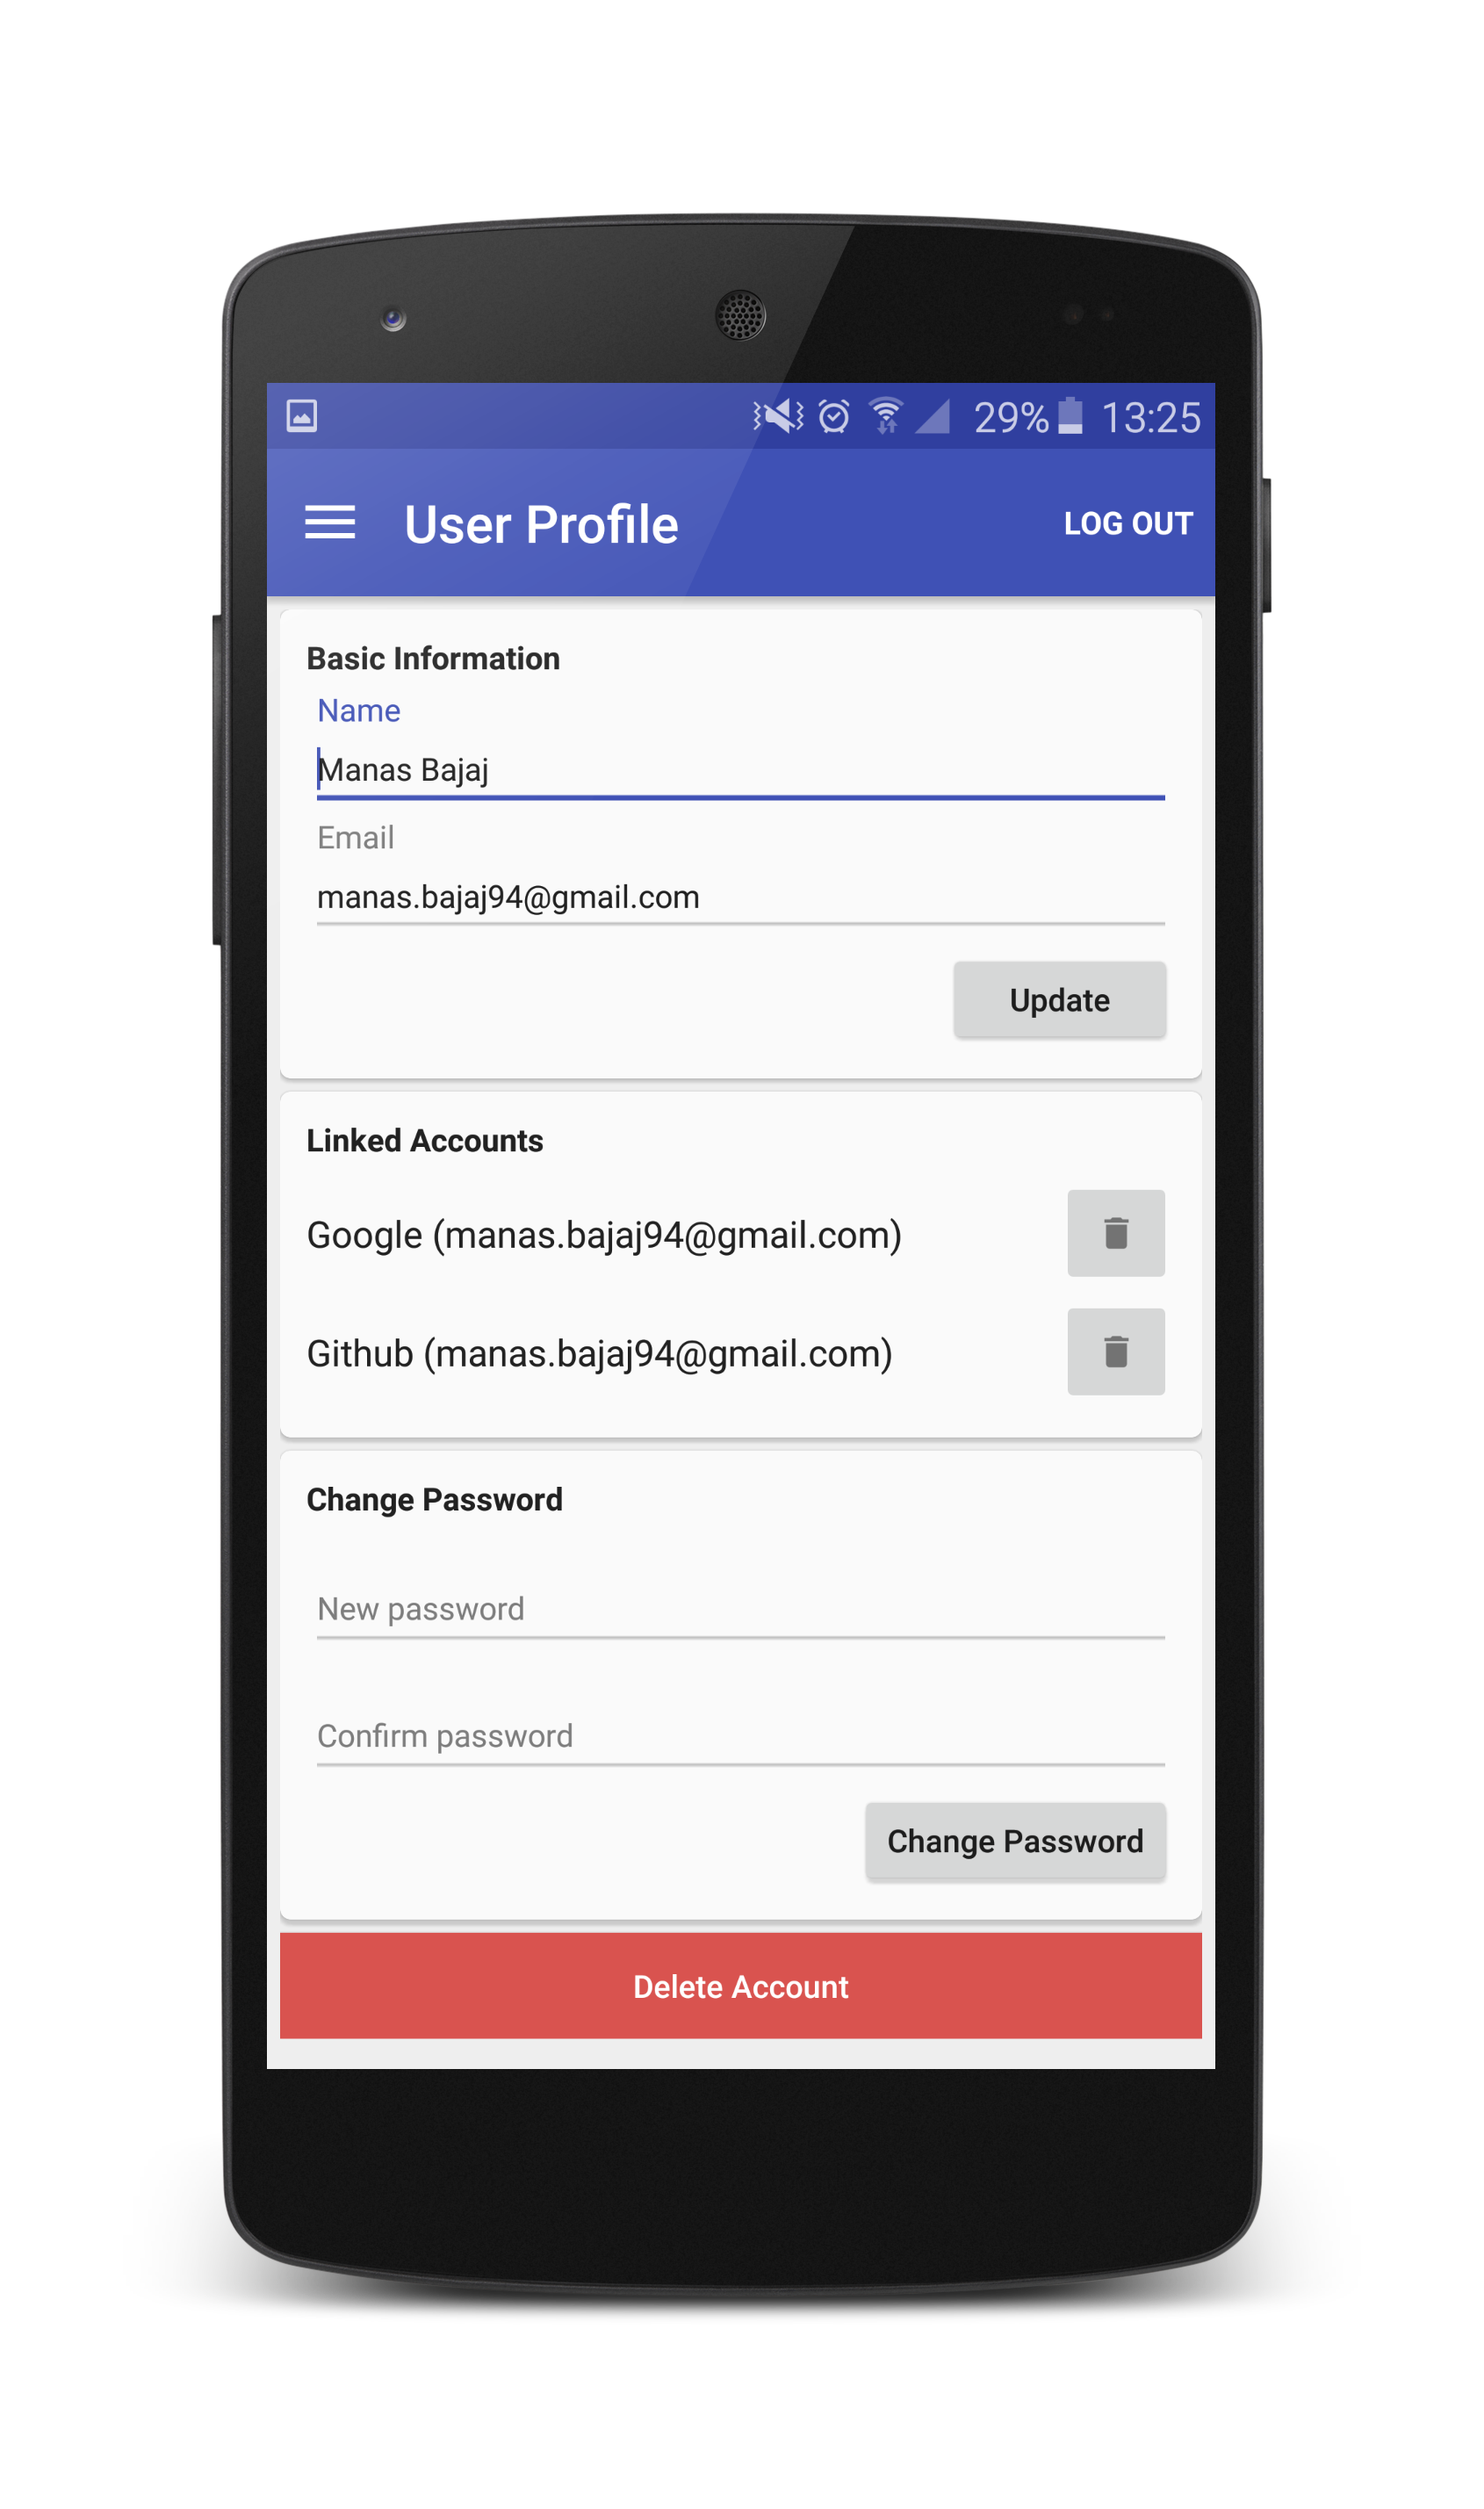 29% 13:25
User Profile LOG OUT
Basic Information
Name
Manas Bajaj
Email
manas.bajaj94@gmail.com
Update
Linked Accounts
Google (manas.bajaj94@gmail.com)
Github (manas.bajaj94@gmail.com)
Change Password
New password
Confirm password
Change Password
Delete Account